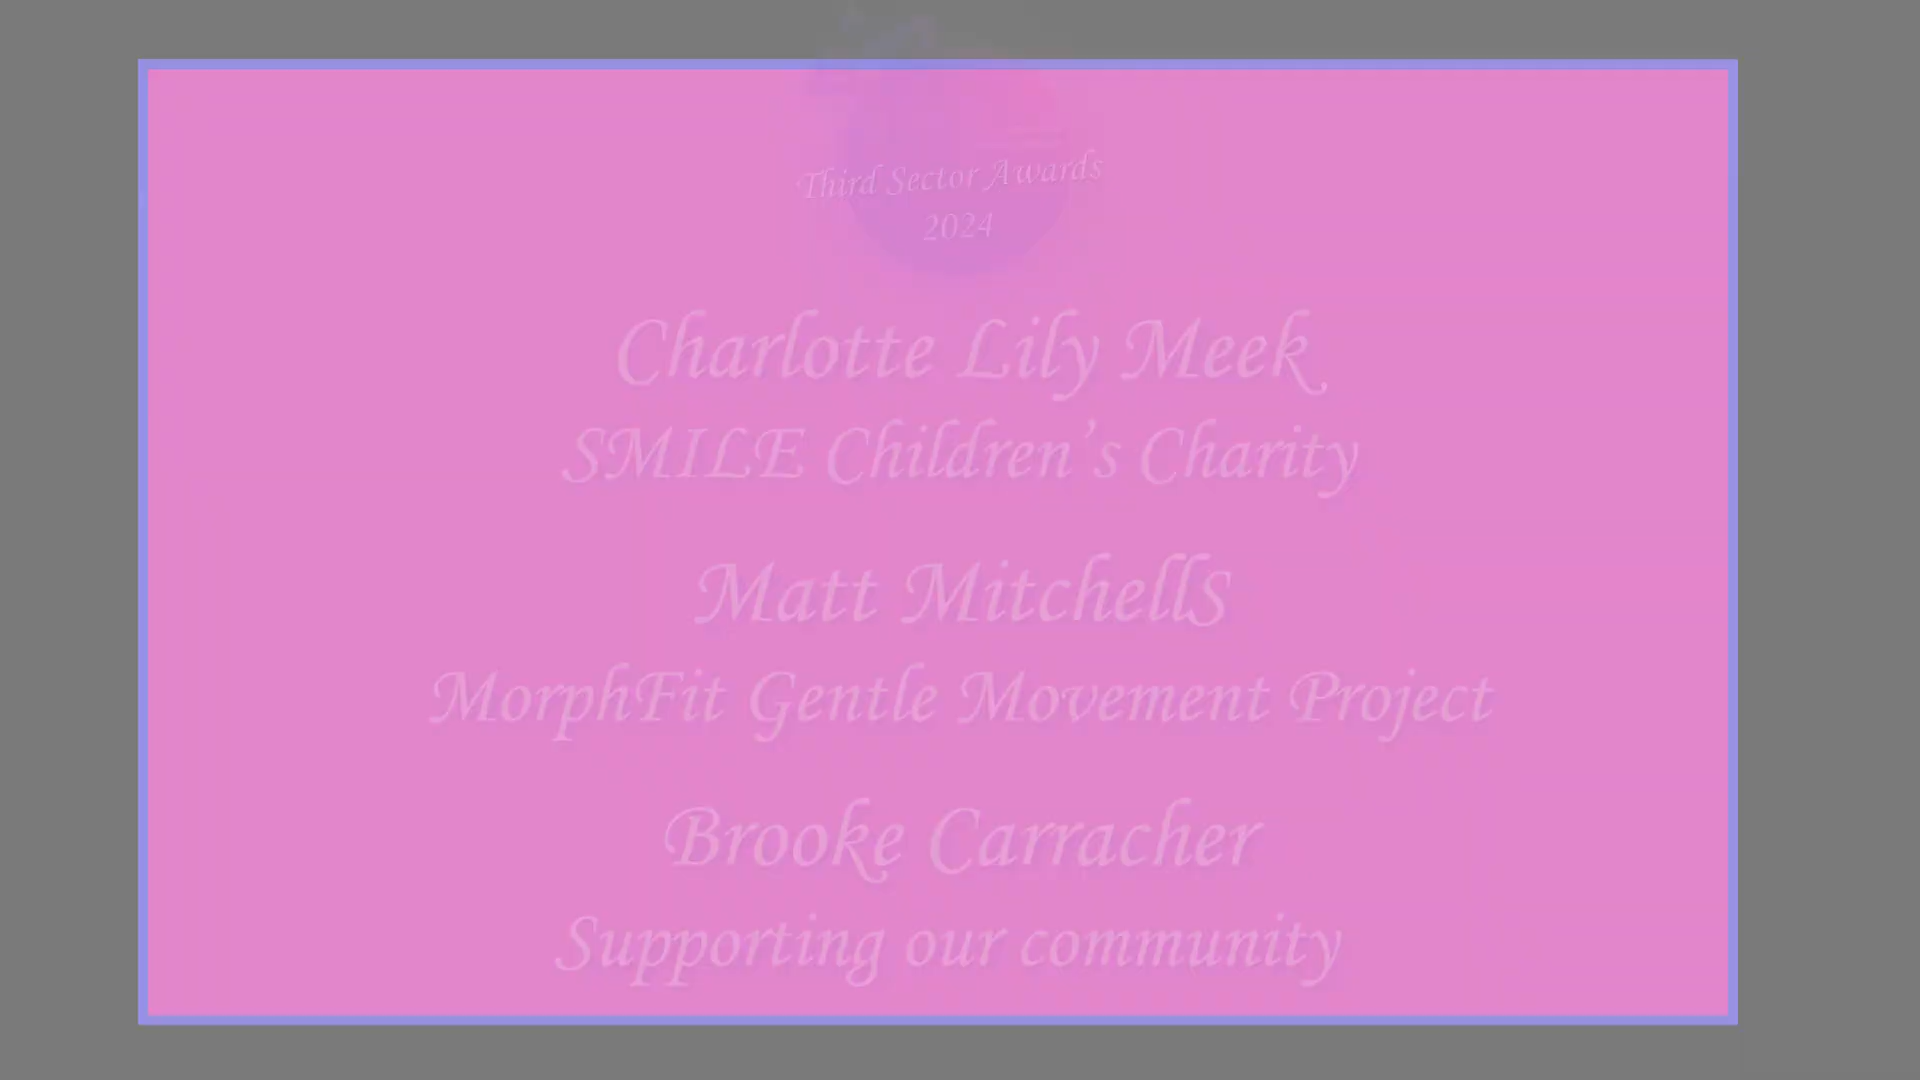 Third Sector Awards
2024
Charlotte Lily Meek
SMILE Children’s Charity
Matt MitchellS
MorphFit Gentle Movement Project
Brooke Carracher
Supporting our community